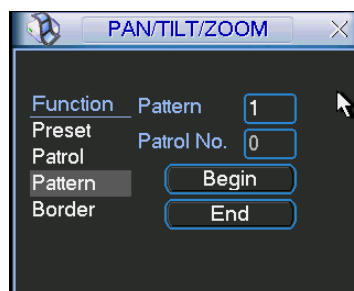 PAN/TILT/ZOOM
Function Pattern 1
Preset
Patrol No. 0
Patrol
Pattern Begin
Border End